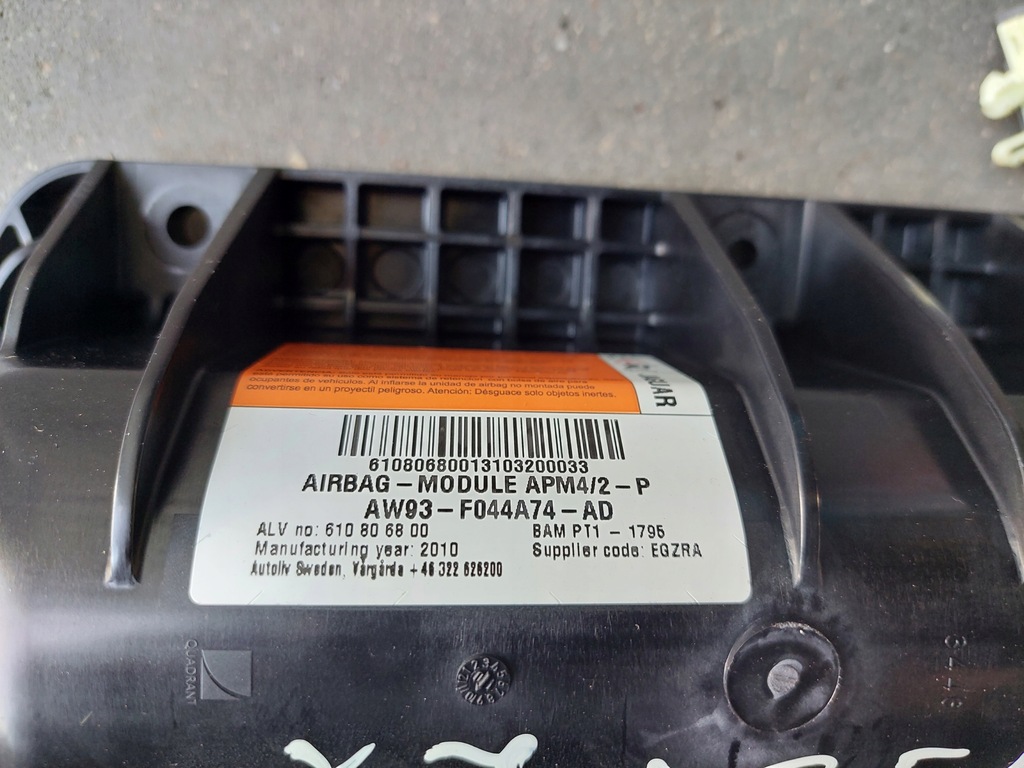 ocupantes de vehículos. Al inflarse la unidad de airbag no montada puede
convertirse en un proyectil peligroso. Atención: Désguace solo objetos inertes.
JAGUAR
61080680013103200033
AIRBAG-MODULE APM4/2-P
AW93-F044A74-AD
ALV no: 610 80 68 00
BAM PT1 - 1795
Manufacturing year: 2010
Supplier code: EGZRA
Autoliv Sweden, Vårgårda +46 322 626200
QUADRANT